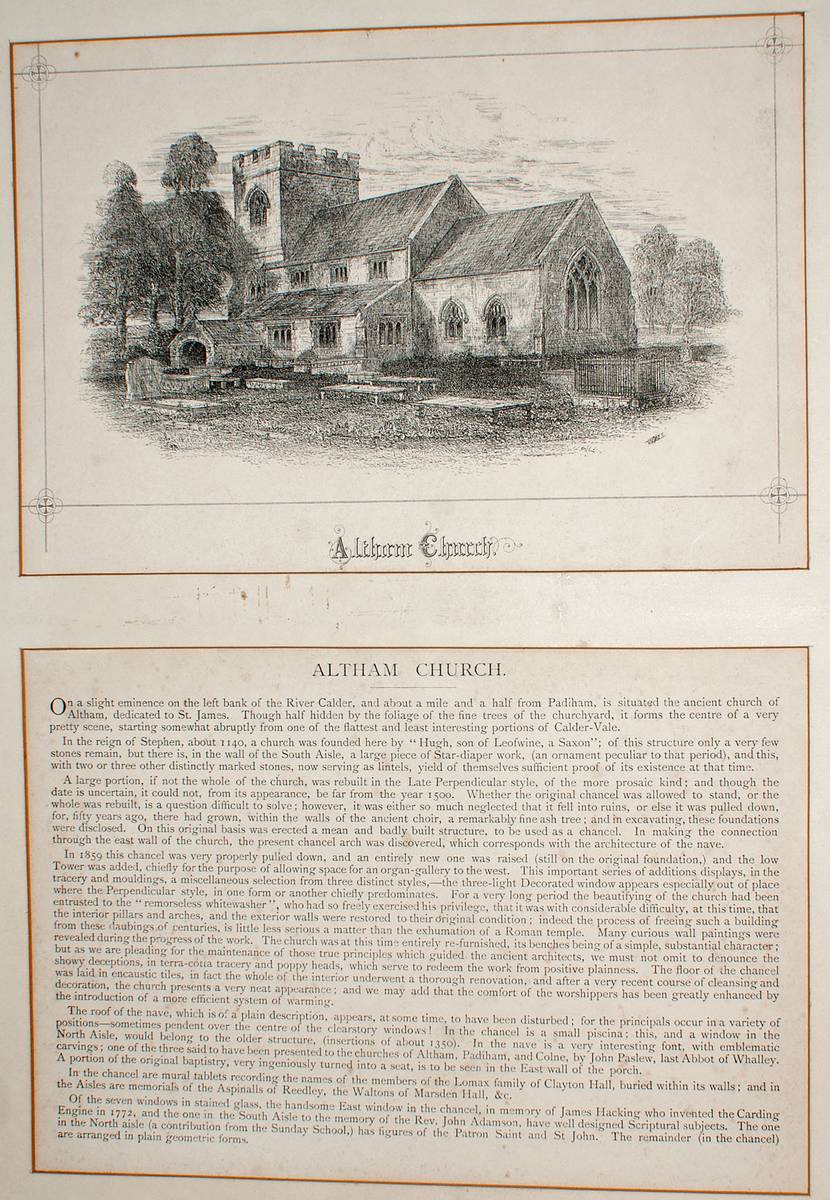 Altham Church.
ALTHAM CHURCH.
On a slight eminence on the left bank of the River Calder, and about a mile and a half from Padiham, is situated the ancient church of
Altham, dedicated to St. James. Though half hidden by the foliage of the fine trees of the churchyard, it forms the centre of a very
pretty scene, starting somewhat abruptly from one of the flattest and least interesting portions of Calder-Vale.
In the reign of Stephen, about 1140, a church was founded here by "Hugh, son of Leofwine, a Saxon"; of this structure only a very few
stones remain, but there is, in the wall of the South Aisle, a large piece of Star-diaper work, (an ornament peculiar to that period), and this,
with two or three other distinctly marked stones, now serving as lintels, yield of themselves sufficient proof of its existence at that time.
A large portion, if not the whole of the church, was rebuilt in the Late Perpendicular style, of the more prosaic kind; and though the
date is uncertain, it could not, from its appearance, be far from the year 1500. Whether the original chancel was allowed to stand, or the
whole was rebuilt, is a question difficult to solve; however, it was either so much neglected that it fell into ruins, or else it was pulled down,
for, fifty years ago, there had grown, within the walls of the ancient choir, a remarkably fine ash tree; and in excavating, these foundations
were disclosed. On this original basis was erected a mean and badly built structure, to be used as a chancel. In making the connection
through the east wall of the church, the present chancel arch was discovered, which corresponds with the architecture of the nave.
In 1859 this chancel was very properly pulled down, and an entirely new one was raised (still on the original foundation,) and the low
Tower was added, chiefly for the purpose of allowing space for an organ-gallery to the west. This important series of additions displays, in the
tracery and mouldings, a miscellaneous selection from three distinct styles,—the three-light Decorated window appears especially out of place
where the Perpendicular style, in one form or another chiefly predominates. For a very long period the beautifying of the church had been
entrusted to the "remorseless whitewasher", who had so freely exercised his privilege, that it was with considerable difficulty, at this time, that
the interior pillars and arches, and the exterior walls were restored to their original condition; indeed the process of freeing such a building
from these daubings of centuries, is little less serious a matter than the exhumation of a Roman temple. Many curious wall paintings were
revealed during the progress of the work. The church was at this time entirely re-furnished, its benches being of a simple, substantial character;
but as we are pleading for the maintenance of those true principles which guided the ancient architects, we must not omit to denounce the
showy deceptions, in terra-cotta tracery and poppy heads, which serve to redeem the work from positive plainness. The floor of the chancel
was laid in encaustic tiles, in fact the whole of the interior underwent a thorough renovation, and after a very recent course of cleansing and
decoration, the church presents a very neat appearance; and we may add that the comfort of the worshippers has been greatly enhanced by
the introduction of a more efficient system of warming.
The roof of the nave, which is of a plain description, appears, at some time, to have been disturbed; for the principals occur in a variety of
positions—sometimes pendent over the centre of the clearstory windows! In the chancel is a small piscina; this, and a window in the
North Aisle, would belong to the older structure, (insertions of about 1350). In the nave is a very interesting font, with emblematic
carvings; one of the three said to have been presented to the churches of Altham, Padiham, and Colne, by John Paslew, last Abbot of Whalley.
A portion of the original baptistry, very ingeniously turned into a seat, is to be seen in the East wall of the porch.
In the chancel are mural tablets recording the names of the members of the Lomax family of Clayton Hall, buried within its walls; and in
the Aisles are memorials of the Aspinalls of Reedley, the Waltons of Marsden Hall, &c.
Of the seven windows in stained glass, the handsome East window in the chancel, in memory of James Hacking who invented the Carding
Engine in 1772, and the one in the South Aisle to the memory of the Rev. John Adamson, have well designed Scriptural subjects. The one
in the North aisle (a contribution from the Sunday School,) has figures of the Patron Saint and St John. The remainder (in the chancel)
are arranged in plain geometric forms.